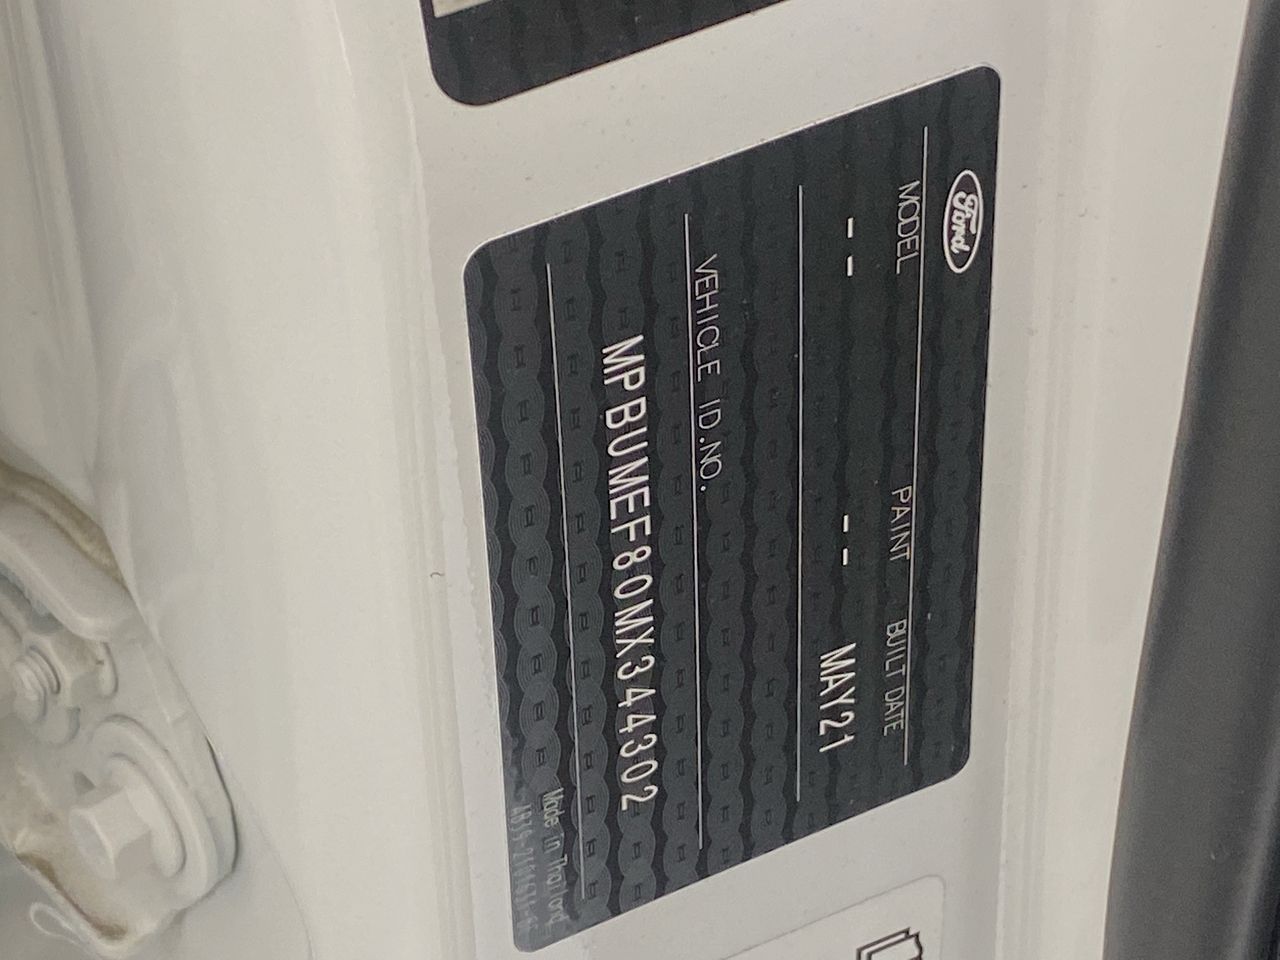 Ford
MODEL PAINT BUILT DATE
-- -- MAY21
VEHICLE ID.NO.
MPBUMEF80MX344302
Made in Thailand